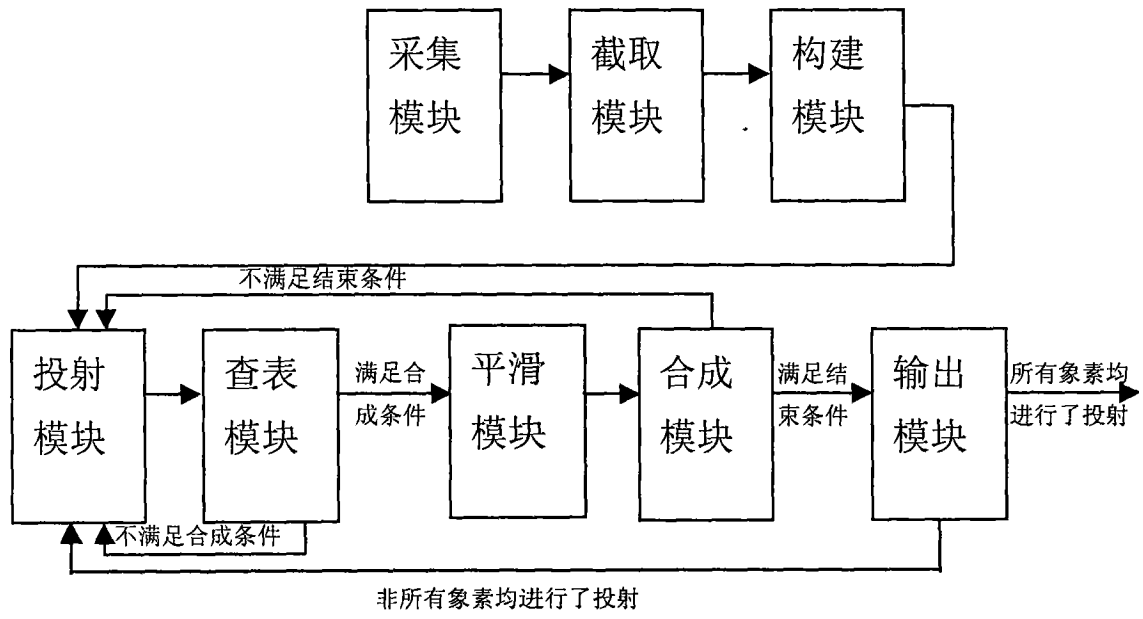 采集
模块
截取
模块
构建
模块
不满足结束条件
投射
模块
查表
模块
满足合
成条件
平滑
模块
合成
模块
满足结
束条件
输出
模块
所有象素均
进行了投射
不满足合成条件
非所有象素均进行了投射